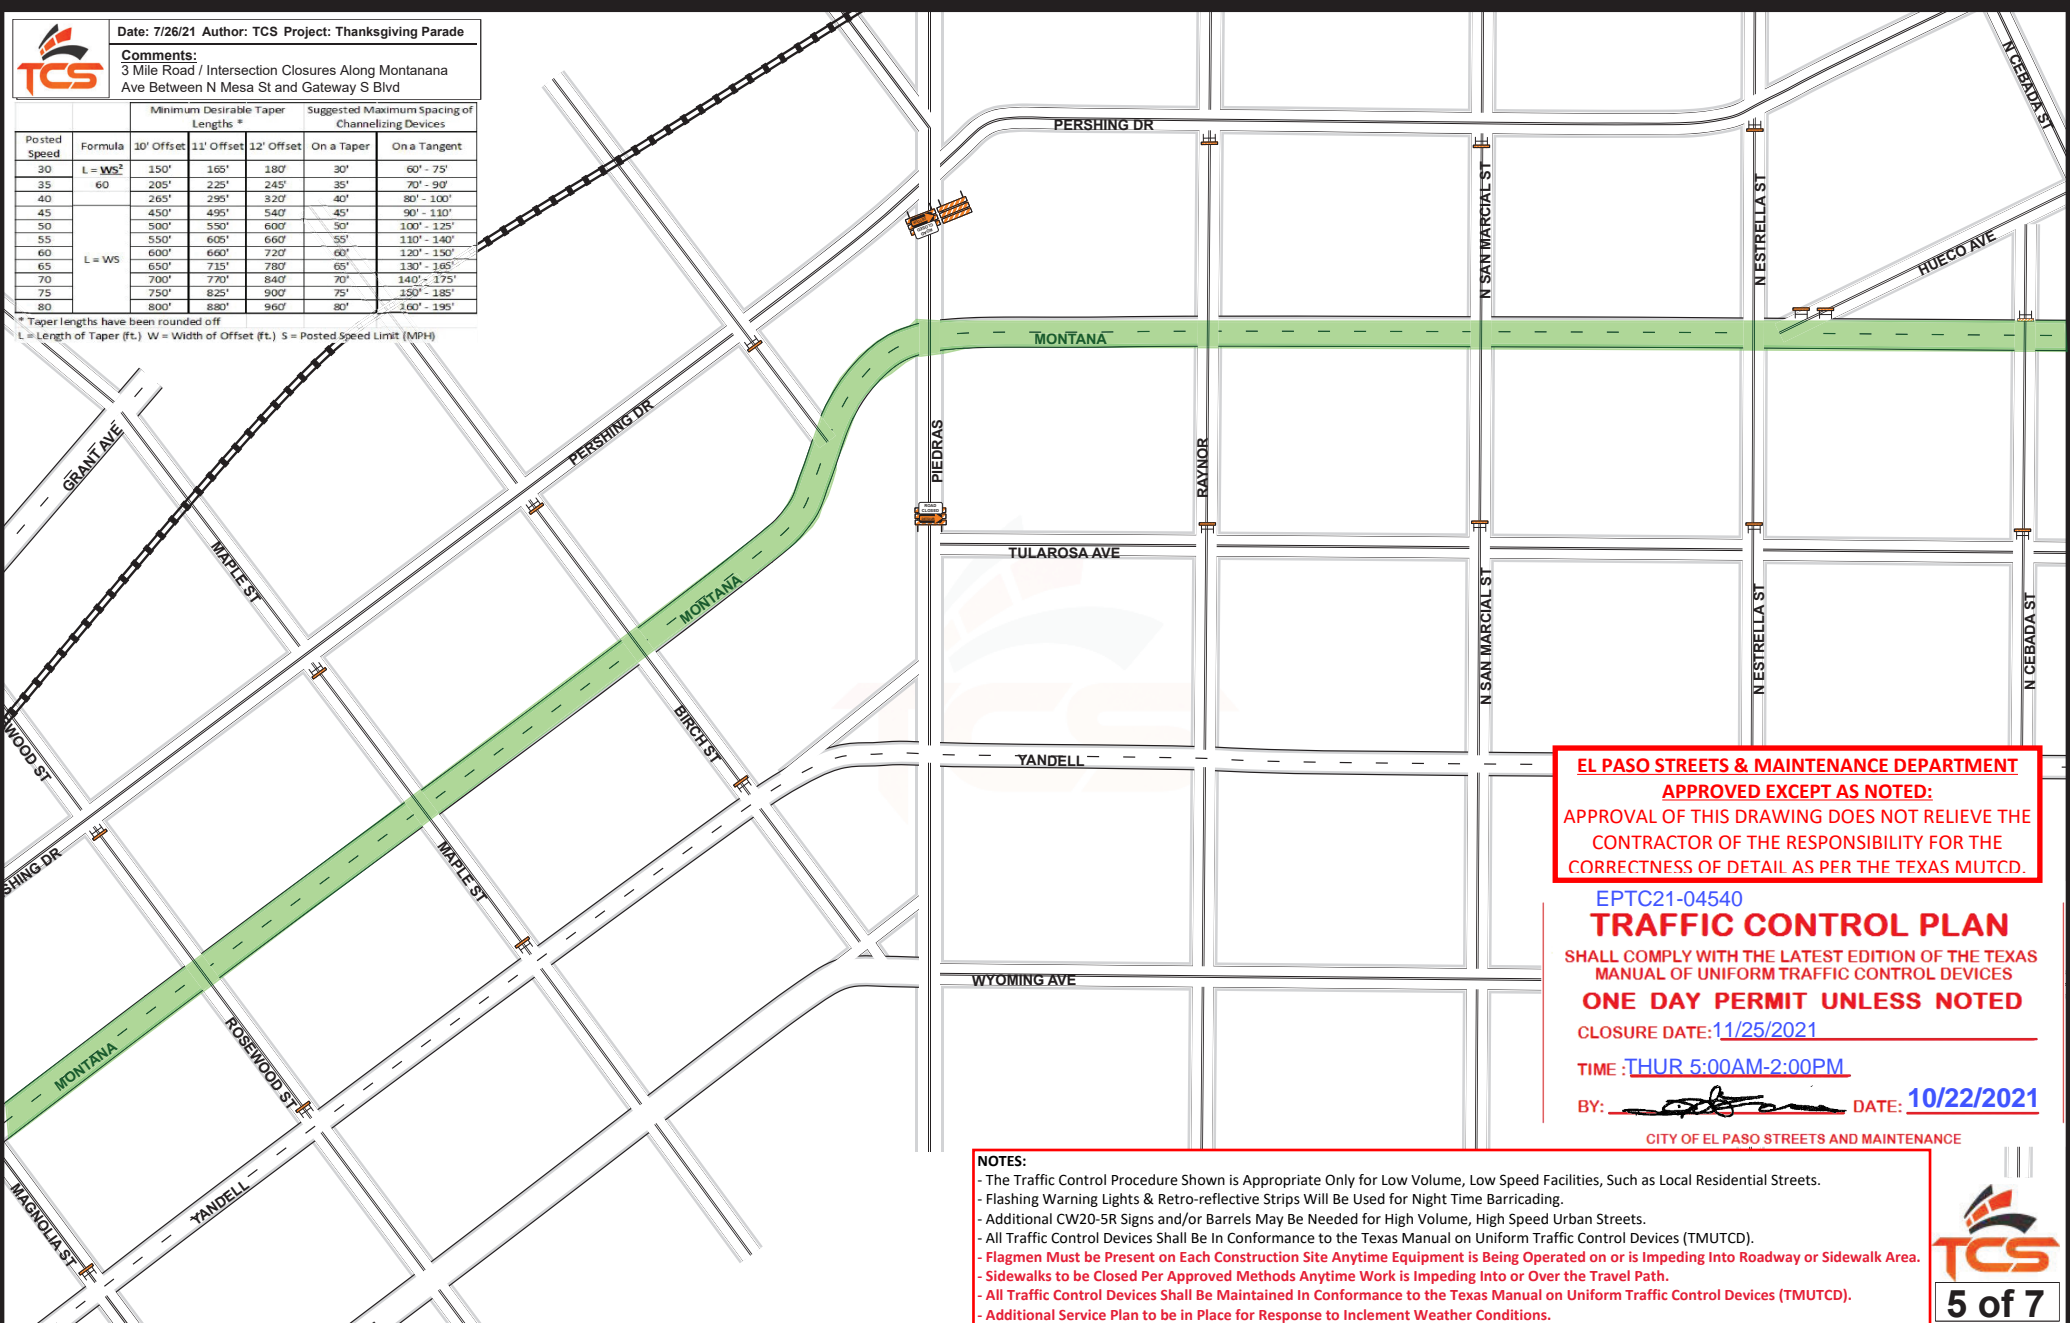 TCS
Date: 7/26/21 Author: TCS Project: Thanksgiving Parade
Comments:
3 Mile Road / Intersection Closures Along Montanana
Ave Between N Mesa St and Gateway S Blvd
Minimum Desirable Taper Lengths * Suggested Maximum Spacing of Channelizing Devices
Posted Speed Formula 10' Offset 11' Offset 12' Offset On a Taper On a Tangent
30 L = WS² 150' 165' 180' 30' 60' - 75'
35 60 205' 225' 245' 35' 70' - 90'
40 265' 295' 320' 40' 80' - 100'
45 450' 495' 540' 45' 90' - 110'
50 500' 550' 600' 50' 100' - 125'
55 550' 605' 660' 55' 110' - 140'
60 L = WS 600' 660' 720' 60' 120' - 150'
65 650' 715' 780' 65' 130' - 165'
70 700' 770' 840' 70' 140' - 175'
75 750' 825' 900' 75' 150' - 185'
80 800' 880' 960' 80' 160' - 195'
* Taper lengths have been rounded off
L = Length of Taper (ft.) W = Width of Offset (ft.) S = Posted Speed Limit (MPH)
PERSHING DR
N CEBADA ST
N SAN MARCIAL ST
N ESTRELLA ST
HUECO AVE
MONTANA
GRANT AVE
PERSHING DR
PIEDRAS
RAYNOR
ROAD
CLOSED
MAPLE ST
TULAROSA AVE
MONTANA
N SAN MARCIAL ST
N ESTRELLA ST
N CEBADA ST
WOOD ST
BIRCH ST
YANDELL
SHING DR
MAPLE ST
WYOMING AVE
MONTANA
ROSEWOOD ST
MAGNOLIA ST
YANDELL
TCS
EL PASO STREETS & MAINTENANCE DEPARTMENT
APPROVED EXCEPT AS NOTED:
APPROVAL OF THIS DRAWING DOES NOT RELIEVE THE
CONTRACTOR OF THE RESPONSIBILITY FOR THE
CORRECTNESS OF DETAIL AS PER THE TEXAS MUTCD.
EPTC21-04540
TRAFFIC CONTROL PLAN
SHALL COMPLY WITH THE LATEST EDITION OF THE TEXAS
MANUAL OF UNIFORM TRAFFIC CONTROL DEVICES
ONE DAY PERMIT UNLESS NOTED
CLOSURE DATE: 11/25/2021
TIME : THUR 5:00AM-2:00PM
BY: DATE: 10/22/2021
CITY OF EL PASO STREETS AND MAINTENANCE
NOTES:
- The Traffic Control Procedure Shown is Appropriate Only for Low Volume, Low Speed Facilities, Such as Local Residential Streets.
- Flashing Warning Lights & Retro-reflective Strips Will Be Used for Night Time Barricading.
- Additional CW20-5R Signs and/or Barrels May Be Needed for High Volume, High Speed Urban Streets.
- All Traffic Control Devices Shall Be In Conformance to the Texas Manual on Uniform Traffic Control Devices (TMUTCD).
- Flagmen Must be Present on Each Construction Site Anytime Equipment is Being Operated on or is Impeding Into Roadway or Sidewalk Area.
- Sidewalks to be Closed Per Approved Methods Anytime Work is Impeding Into or Over the Travel Path.
- All Traffic Control Devices Shall Be Maintained In Conformance to the Texas Manual on Uniform Traffic Control Devices (TMUTCD).
- Additional Service Plan to be in Place for Response to Inclement Weather Conditions.
TCS
5 of 7